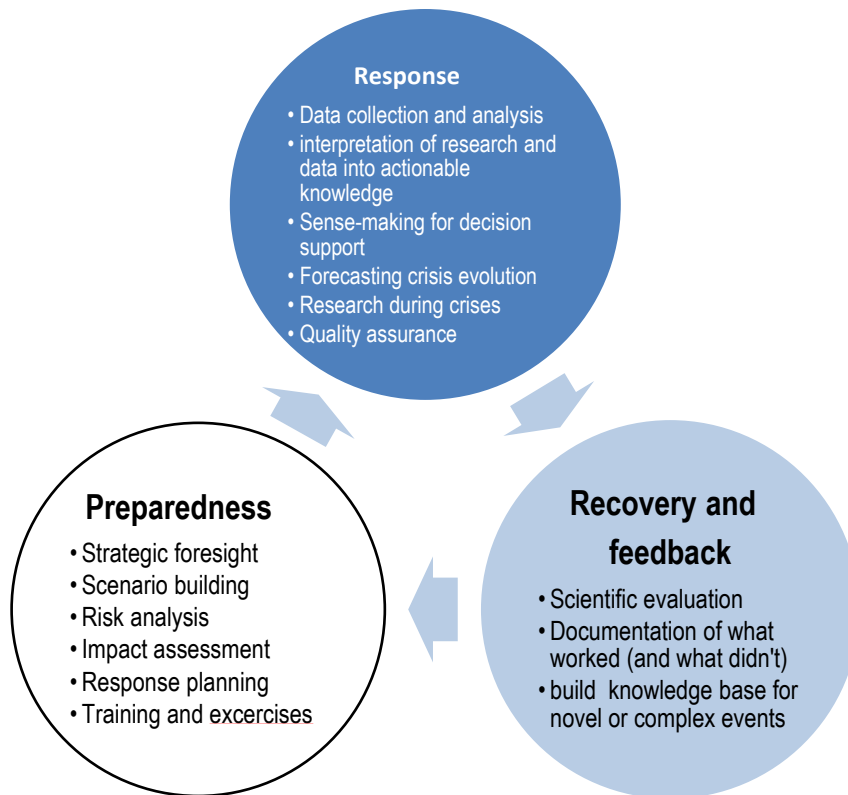 Response
• Data collection and analysis
• interpretation of research and
data into actionable
knowledge
• Sense-making for decision
support
• Forecasting crisis evolution
• Research during crises
• Quality assurance
Preparedness
• Strategic foresight
• Scenario building
• Risk analysis
• Impact assessment
• Response planning
• Training and excercises
Recovery and
feedback
• Scientific evaluation
• Documentation of what
worked (and what didn't)
• build knowledge base for
novel or complex events